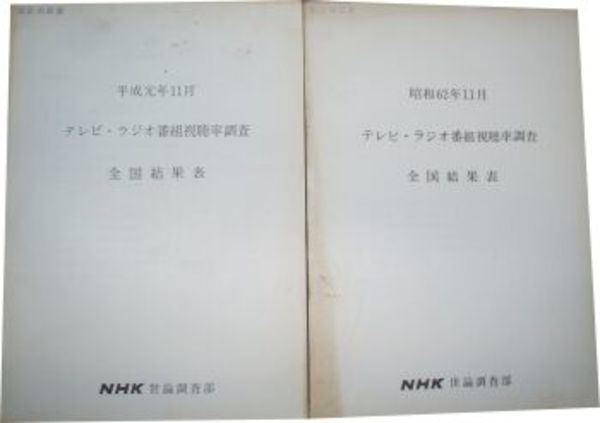 平成元年11月
テレビ・ラジオ番組視聴率調査
全国結果表
NHK 世論調査部
昭和62年11月
テレビ・ラジオ番組視聴率調査
全国結果表
NHK 世論調査部